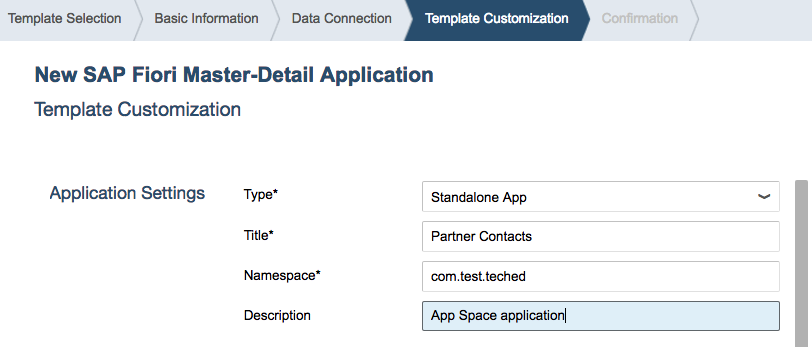 Template Selection Basic Information Data Connection Template Customization Confirmation
New SAP Fiori Master-Detail Application
Template Customization
Application Settings Type* Standalone App
Title* Partner Contacts
Namespace* com.test.teched
Description App Space application